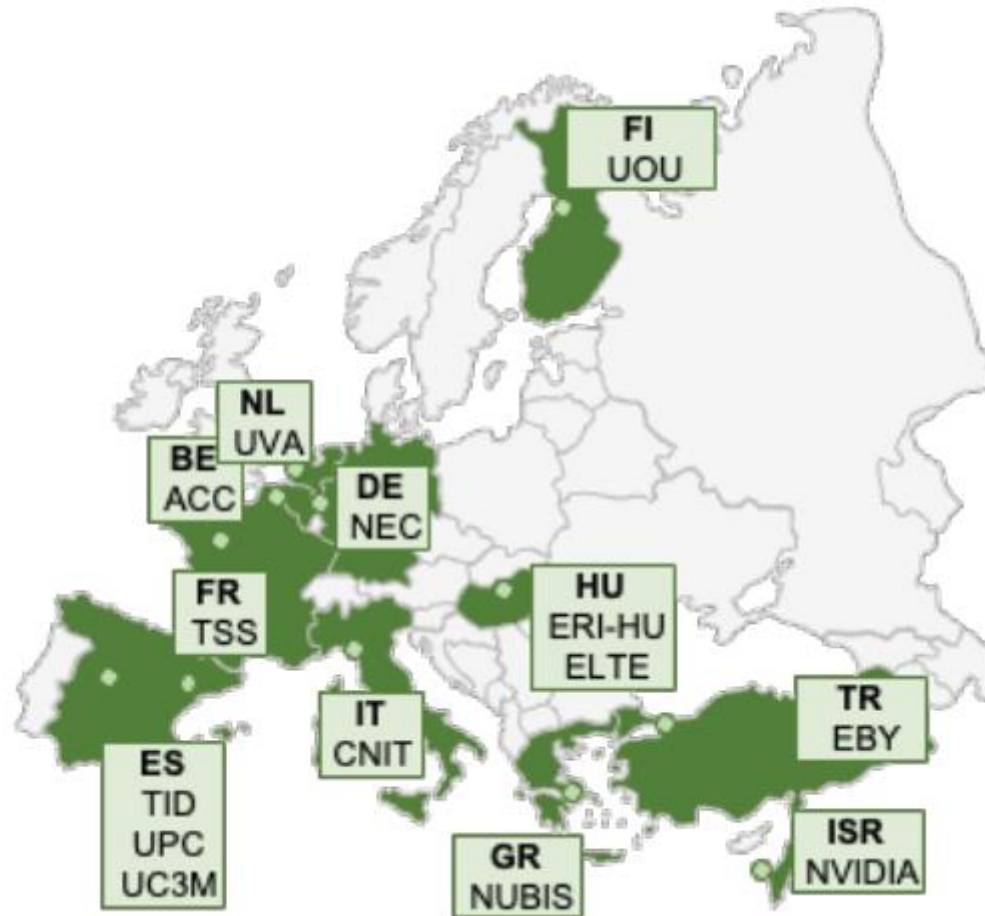 FI
UOU
NL
UVA
BE
ACC
DE
NEC
FR
TSS
HU
ERI-HU
ELTE
IT
CNIT
TR
EBY
ES
TID
UPC
UC3M
GR
NUBIS
ISR
NVIDIA